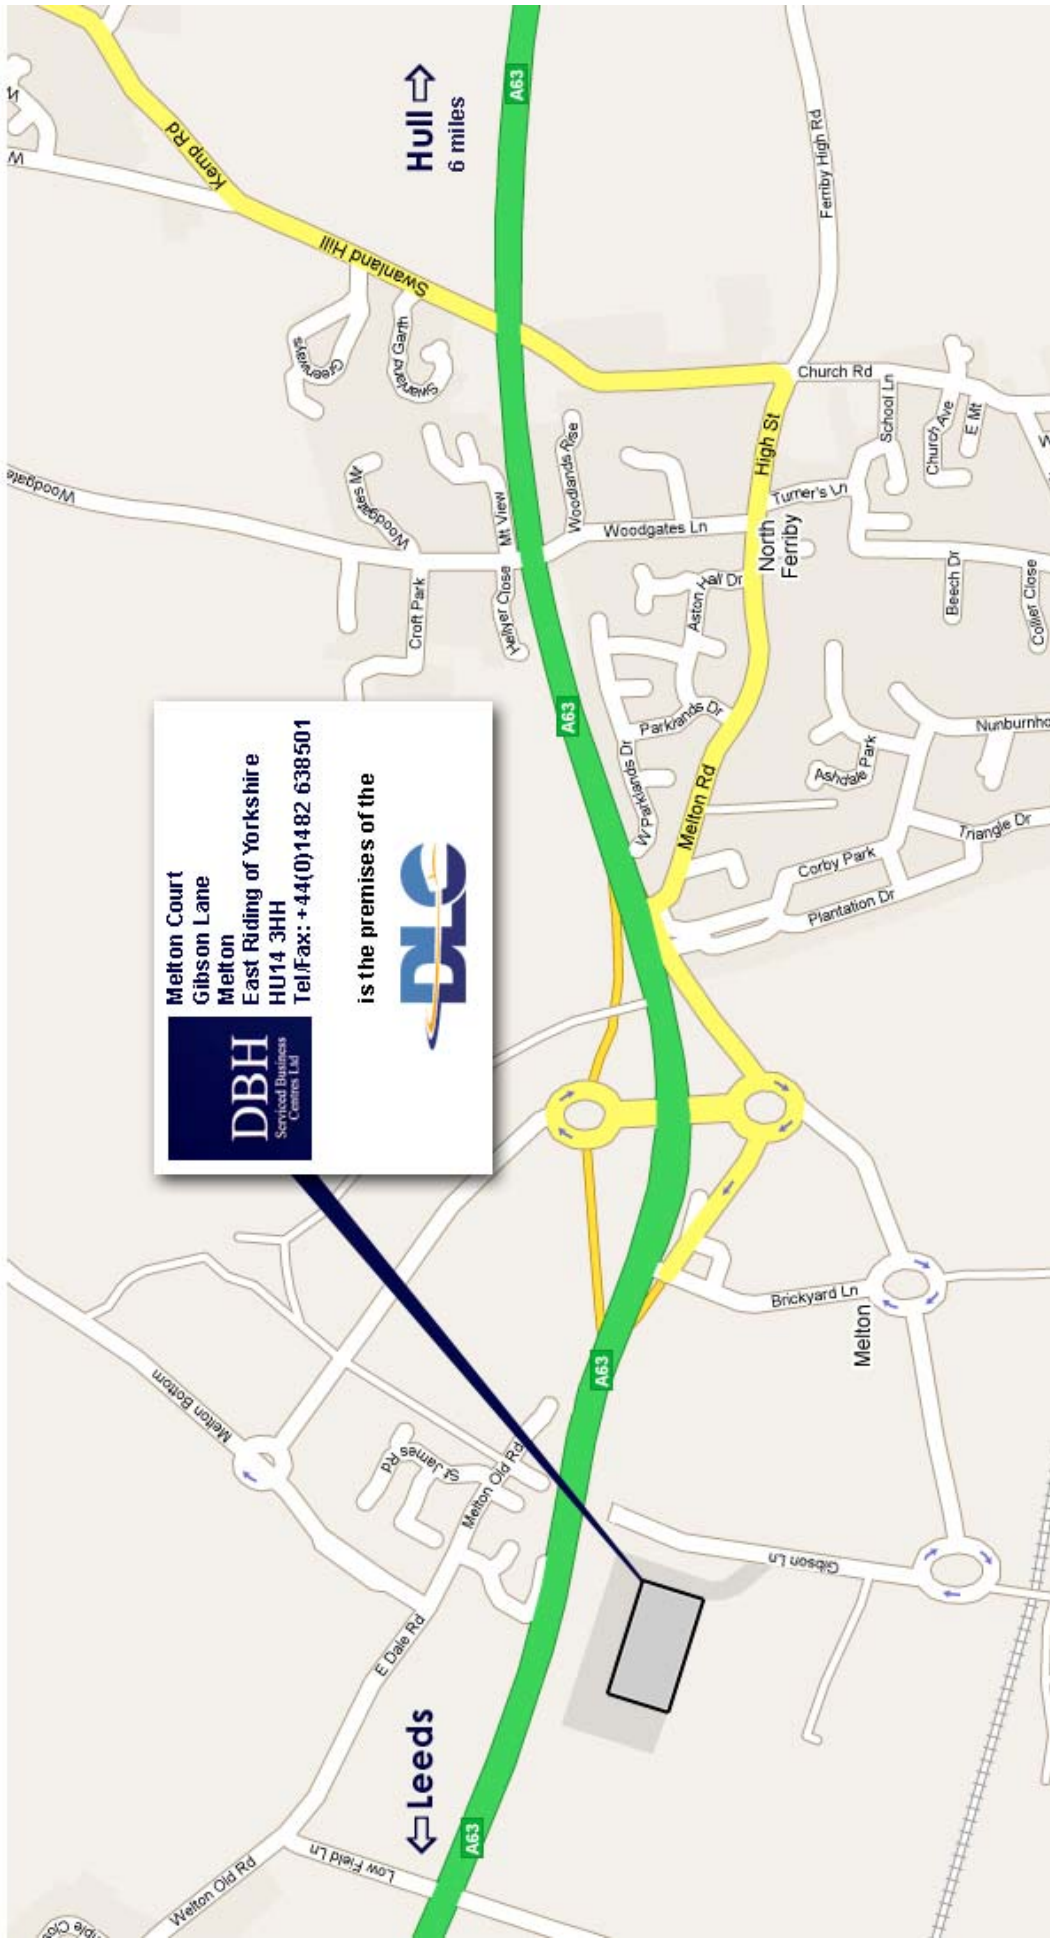 Melton Court
Gibson Lane
Melton
East Riding of Yorkshire
HU14 3HH
Tel/Fax: +44(0)1482 638501
DBH
Serviced Business
Centres Ltd
is the premises of the
DLO
Leeds
Hull
6 miles
A63
A63
A63
A63
Kemp Rd
Swanland Hill
Greenways
Swanland Garth
Woodgate
Woodgates Mr
Croft Park
Mt View
Hellyer Close
Woodlands Rise
Woodgates Ln
Ferriby High Rd
Church Rd
School Ln
Church Ave
E Mt
W
W
W
High St
Turner's Ln
North
Ferriby
Aston Hall Dr
Parklands Dr
W Parklands Dr
Melton Rd
Beech Dr
Collier Close
Nunburnho
Ashdale Park
Triangle Dr
Corby Park
Plantation Dr
Melton Bottom
St James
Rd
Melton Old Rd
E Dale Rd
Welton Old Rd
Low Field Ln
Brickyard Ln
Melton
Gibson Ln